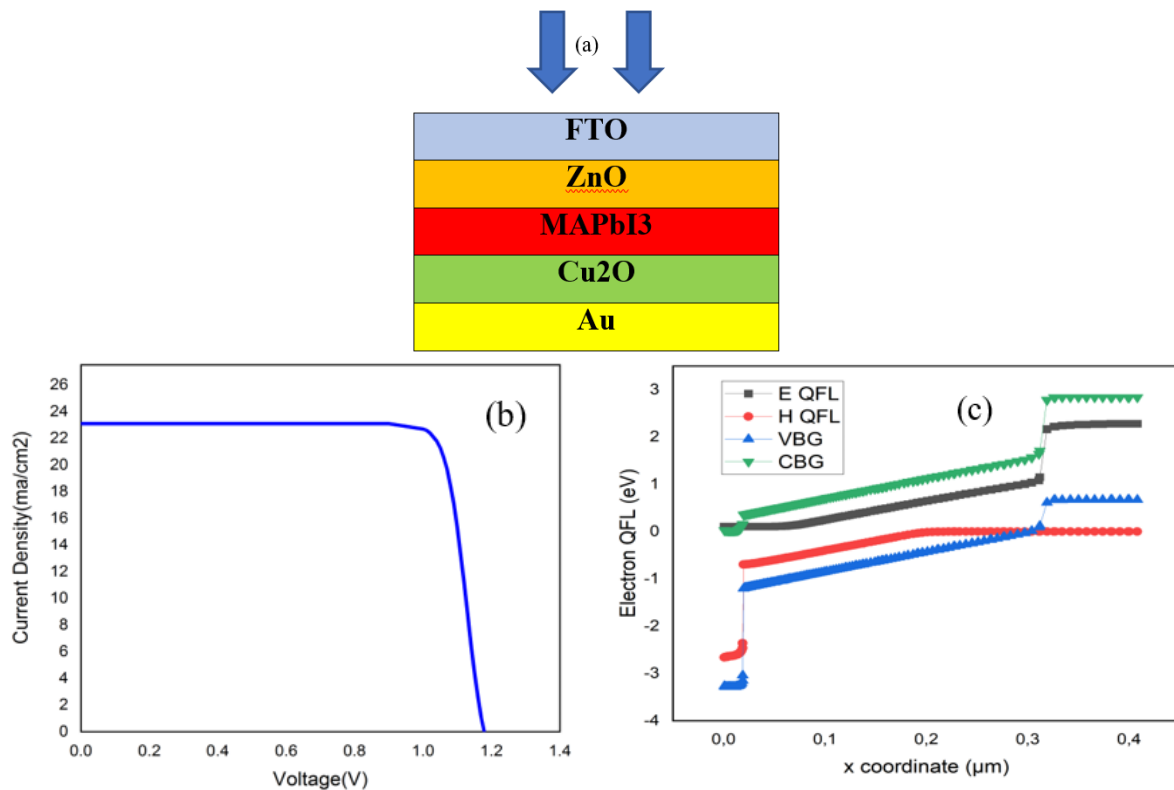 (a)
FTO
ZnO
MAPbI3
Cu2O
Au
(b)
Current Density(ma/cm2)
26
24
22
20
18
16
14
12
10
8
6
4
2
0
0.0 0.2 0.4 0.6 0.8 1.0 1.2 1.4
Voltage(V)
(c)
E QFL
H QFL
VBG
CBG
Electron QFL (eV)
3
2
1
0
-1
-2
-3
-4
0,0 0,1 0,2 0,3 0,4
x coordinate (µm)